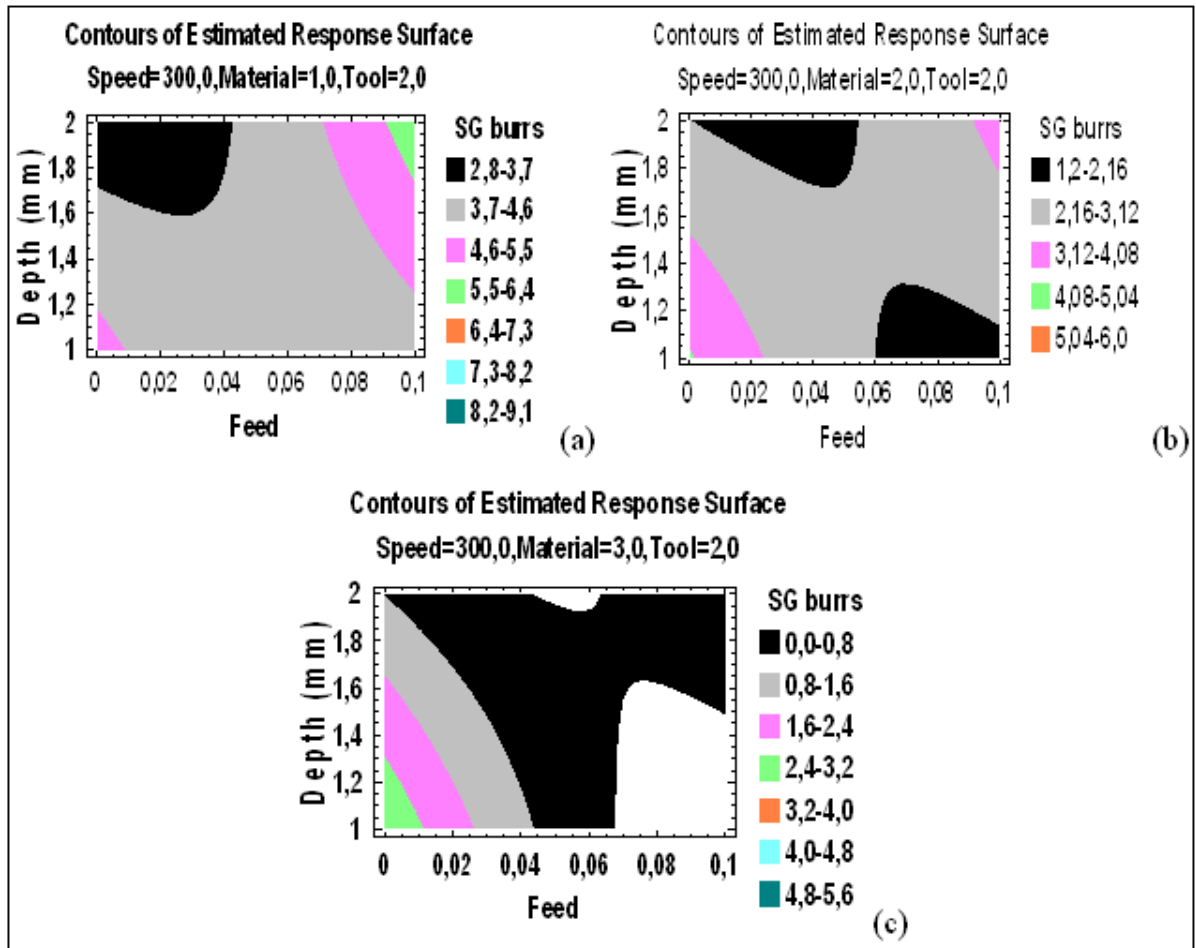 Contours of Estimated Response Surface
Speed=300,0,Material=1,0,Tool=2,0
Depth (mm)
2
1,8
1,6
1,4
1,2
1
0 0,02 0,04 0,06 0,08 0,1
Feed
SG burrs
2,8-3,7
3,7-4,6
4,6-5,5
5,5-6,4
6,4-7,3
7,3-8,2
8,2-9,1
(a)
Contours of Estimated Response Surface
Speed=300,0,Material=2,0,Tool=2,0
Depth (mm)
2
1,8
1,6
1,4
1,2
1
0 0,02 0,04 0,06 0,08 0,1
Feed
SG burrs
1,2-2,16
2,16-3,12
3,12-4,08
4,08-5,04
5,04-6,0
(b)
Contours of Estimated Response Surface
Speed=300,0,Material=3,0,Tool=2,0
Depth (mm)
2
1,8
1,6
1,4
1,2
1
0 0,02 0,04 0,06 0,08 0,1
Feed
SG burrs
0,0-0,8
0,8-1,6
1,6-2,4
2,4-3,2
3,2-4,0
4,0-4,8
4,8-5,6
(c)